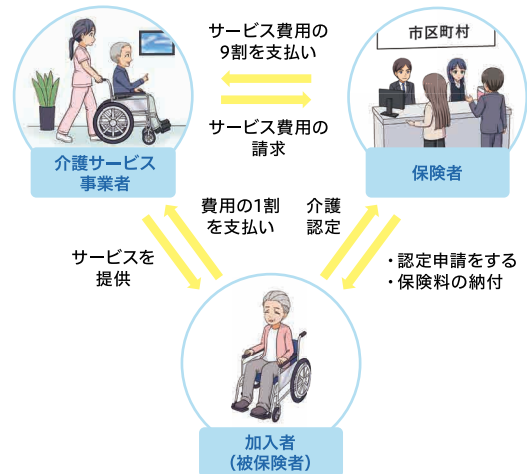 サービス費用の
9割を支払い
市区町村
サービス費用の
請求
介護サービス
事業者
保険者
費用の1割
を支払い
介護
認定
サービスを
提供
・認定申請をする
・保険料の納付
加入者
（被保険者）